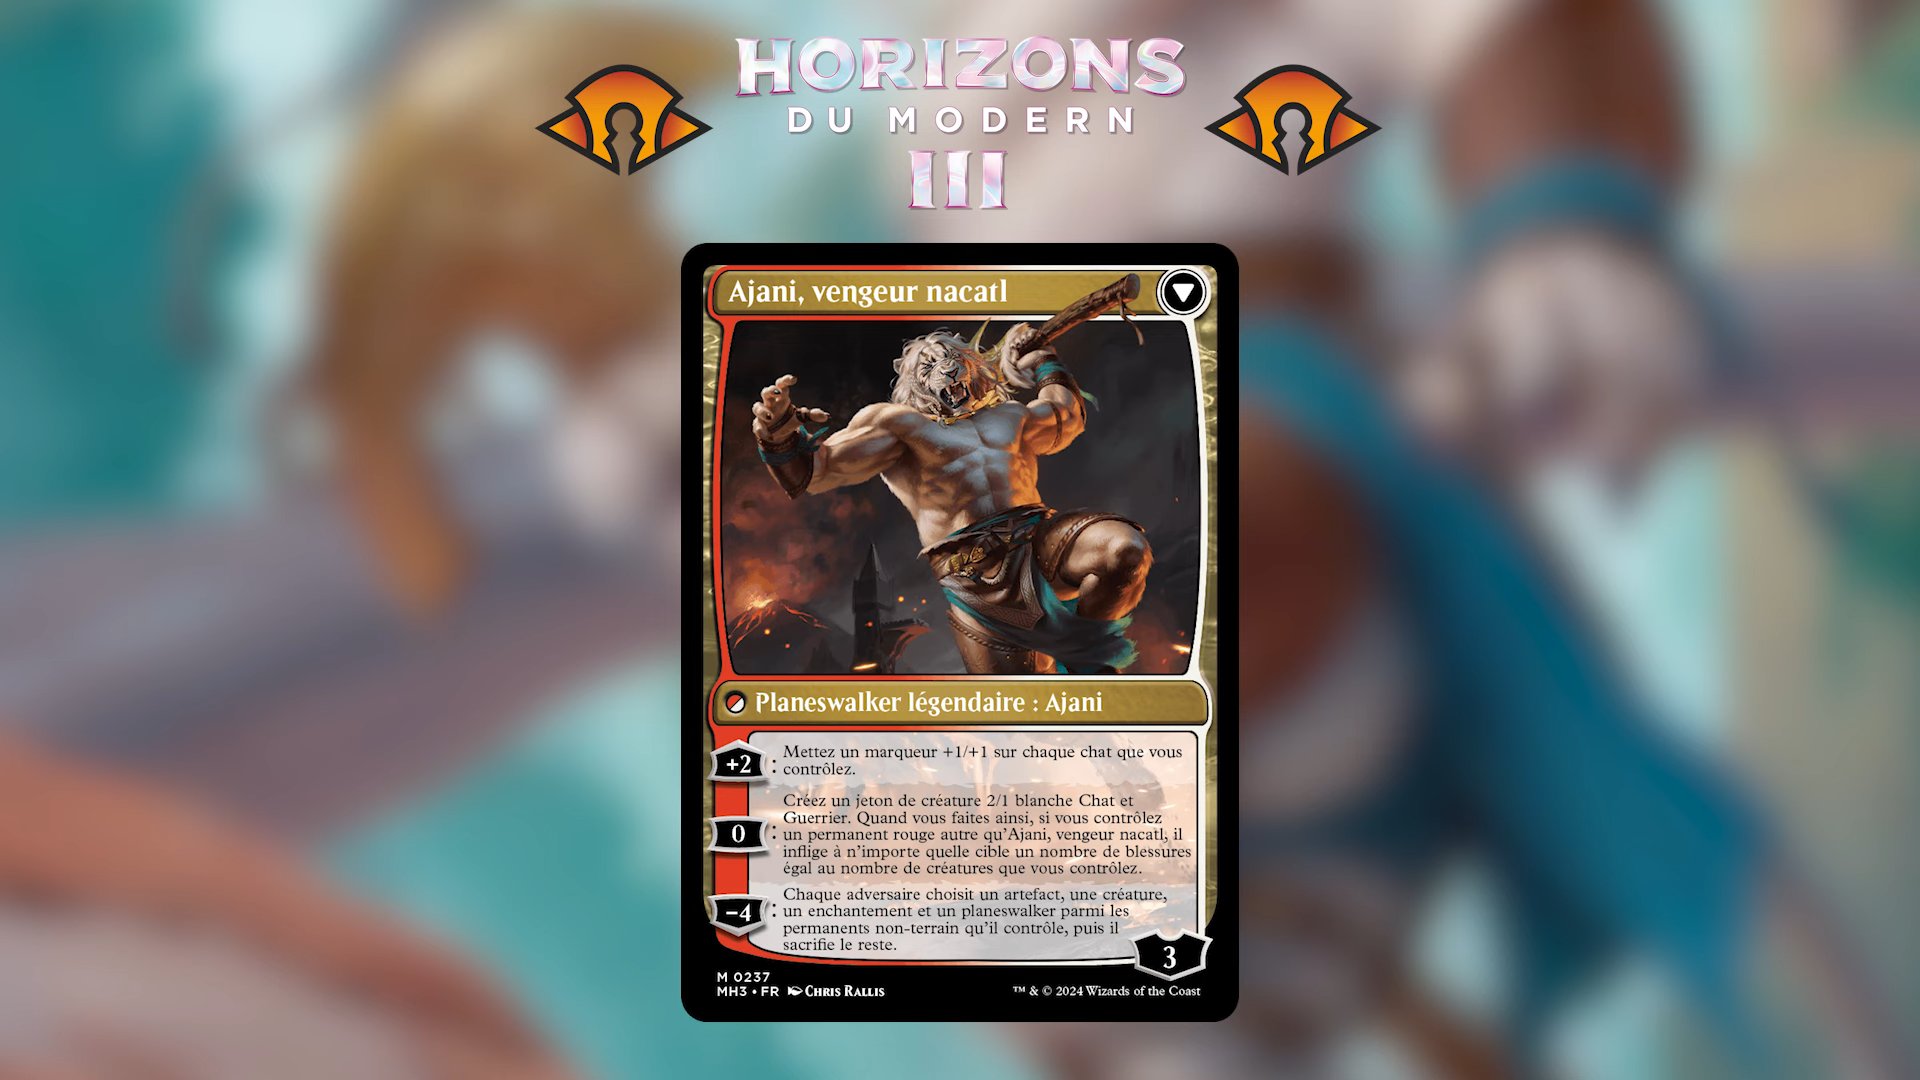 HORIZONS
DU MODERN
III
Ajani, vengeur nacatl
Planeswalker légendaire : Ajani
+2 : Mettez un marqueur +1/+1 sur chaque chat que vous
contrôlez.
0 : Créez un jeton de créature 2/1 blanche Chat et
Guerrier. Quand vous faites ainsi, si vous contrôlez
un permanent rouge autre qu'Ajani, vengeur nacatl, il
inflige à n'importe quelle cible un nombre de blessures
égal au nombre de créatures que vous contrôlez.
−4 : Chaque adversaire choisit un artefact, une créature,
un enchantement et un planeswalker parmi les
permanents non-terrain qu'il contrôle, puis il
sacrifie le reste.
3
M 0237
MH3 • FR Chris Rallis
™ & © 2024 Wizards of the Coast